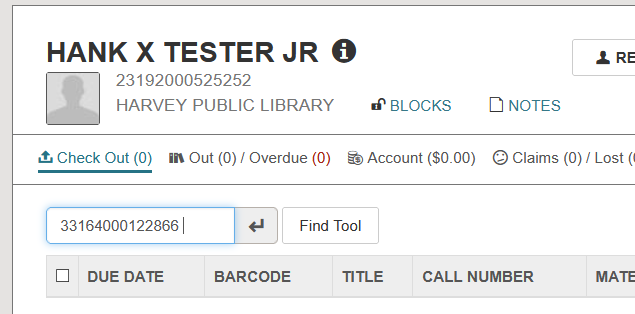 HANK X TESTER JR
RE
23192000525252
HARVEY PUBLIC LIBRARY BLOCKS NOTES
Check Out (0) Out (0) / Overdue (0) Account ($0.00) Claims (0) / Lost (
33164000122866 Find Tool
DUE DATE BARCODE TITLE CALL NUMBER MATE